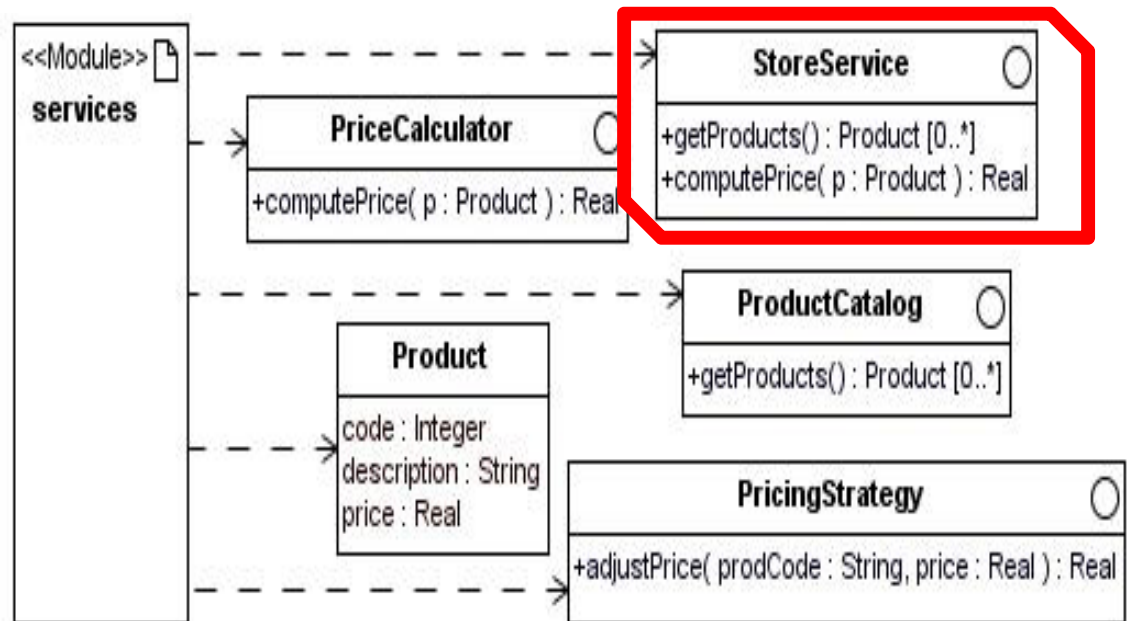 <<Module>>
services
StoreService
+getProducts() : Product [0..*]
+computePrice( p : Product ) : Real
PriceCalculator
+computePrice( p : Product ) : Real
ProductCatalog
+getProducts() : Product [0..*]
Product
code : Integer
description : String
price : Real
PricingStrategy
+adjustPrice( prodCode : String, price : Real ) : Real